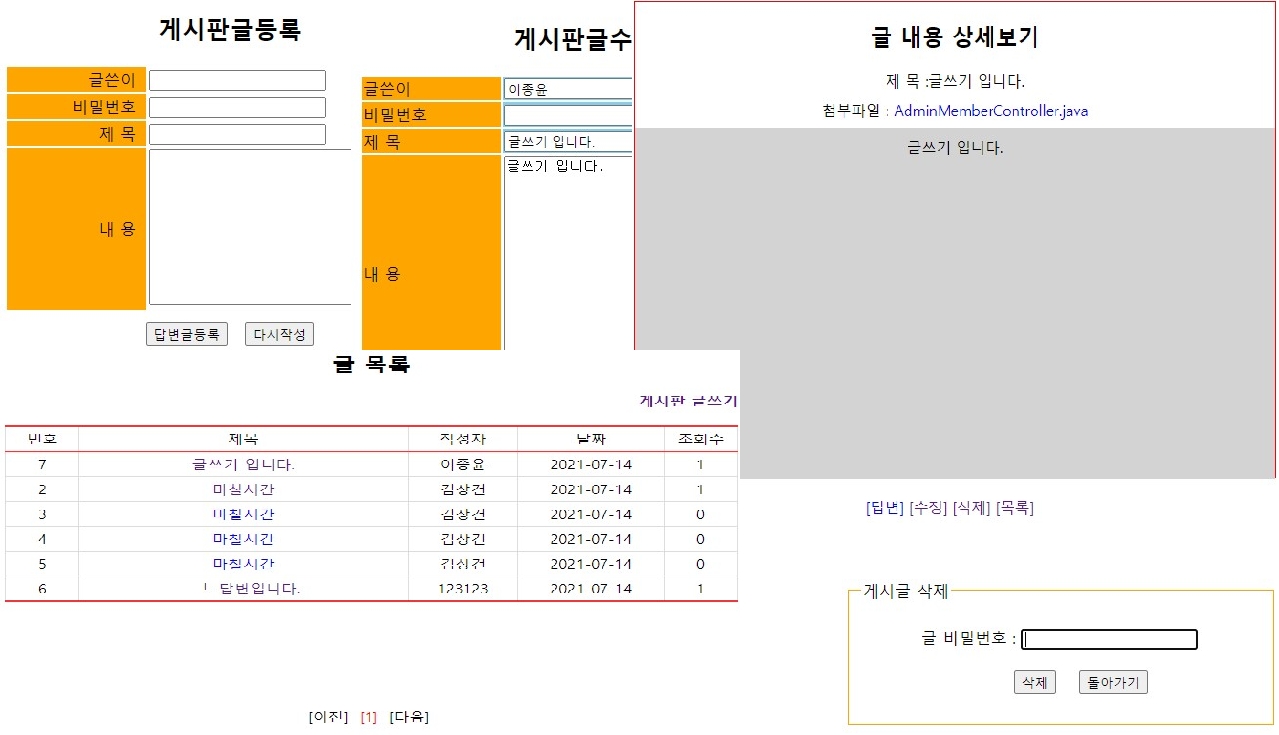 게시판글등록
글쓴이
비밀번호
제 목
내 용
답변글등록 다시작성
게시판글수
글쓴이 이종윤
비밀번호
제 목 글쓰기 입니다.
내 용 글쓰기 입니다.
글 내용 상세보기
제 목 :글쓰기 입니다.
첨부파일 : AdminMemberController.java
글쓰기 입니다.
[답변] [수정] [삭제] [목록]
글 목록
게시판 글쓰기
번호 제목 작성자 날짜 조회수
7 글쓰기 입니다. 이종윤 2021-07-14 1
2 마칠시간 김상건 2021-07-14 1
3 마칠시간 김상건 2021-07-14 0
4 마칠시간 김상건 2021-07-14 0
5 마칠시간 김상건 2021-07-14 0
6 ㄴ 답변입니다. 123123 2021-07-14 1
[이전] [1] [다음]
게시글 삭제
글 비밀번호 :
삭제 돌아가기